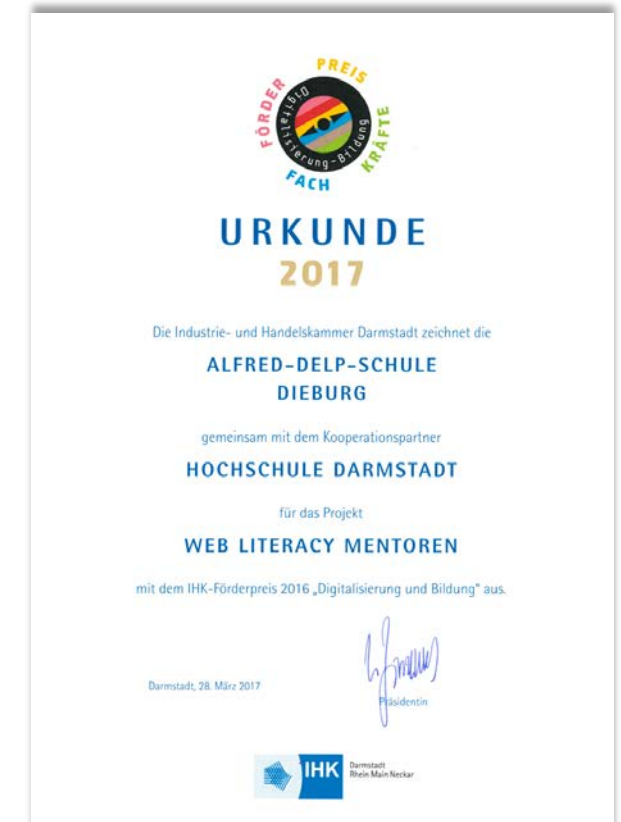 FÖRDER PREIS
FACH KRÄFTE
Digitalisierung-Bildung
URKUNDE
2017
Die Industrie- und Handelskammer Darmstadt zeichnet die
ALFRED-DELP-SCHULE
DIEBURG
gemeinsam mit dem Kooperationspartner
HOCHSCHULE DARMSTADT
für das Projekt
WEB LITERACY MENTOREN
mit dem IHK-Förderpreis 2016 „Digitalisierung und Bildung" aus.
Darmstadt, 28. März 2017
Präsidentin
IHK
Darmstadt
Rhein Main Neckar